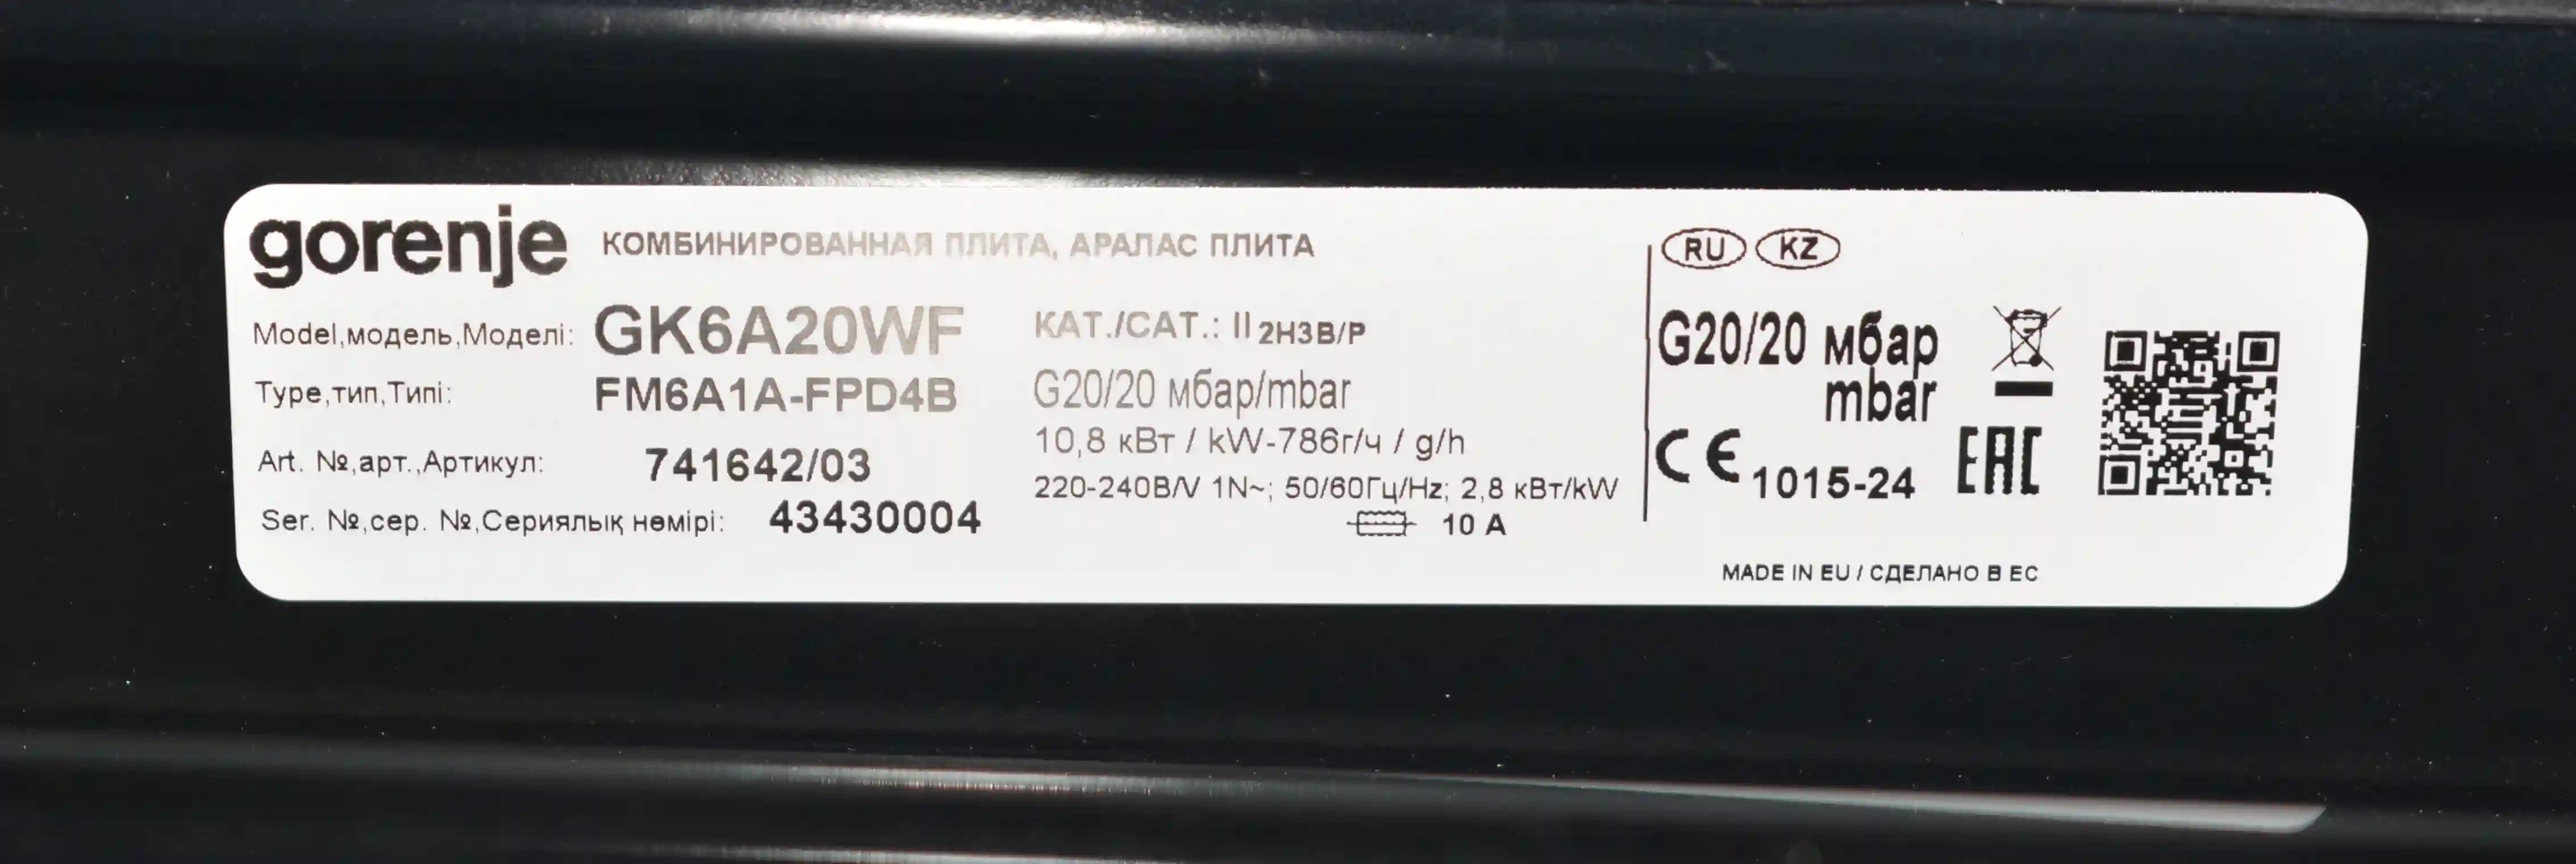 gorenje КОМБИНИРОВАННАЯ ПЛИТА, АРАЛАС ПЛИТА
Model,модель,Моделі: GK6A20WF
Type,тип,Типі: FM6A1A-FPD4B
Art. №,арт.,Артикул: 741642/03
Ser. №,сер. №,Сериялық нөмірі: 43430004
КАТ./CAT.: II 2H3B/P
G20/20 мбар/mbar
10,8 кВт / kW-786г/ч / g/h
220-240В/V 1N~; 50/60Гц/Hz; 2,8 кВт/kW
10 A
RU KZ
G20/20 мбар
mbar
CE 1015-24 EAC
MADE IN EU / СДЕЛАНО В ЕС